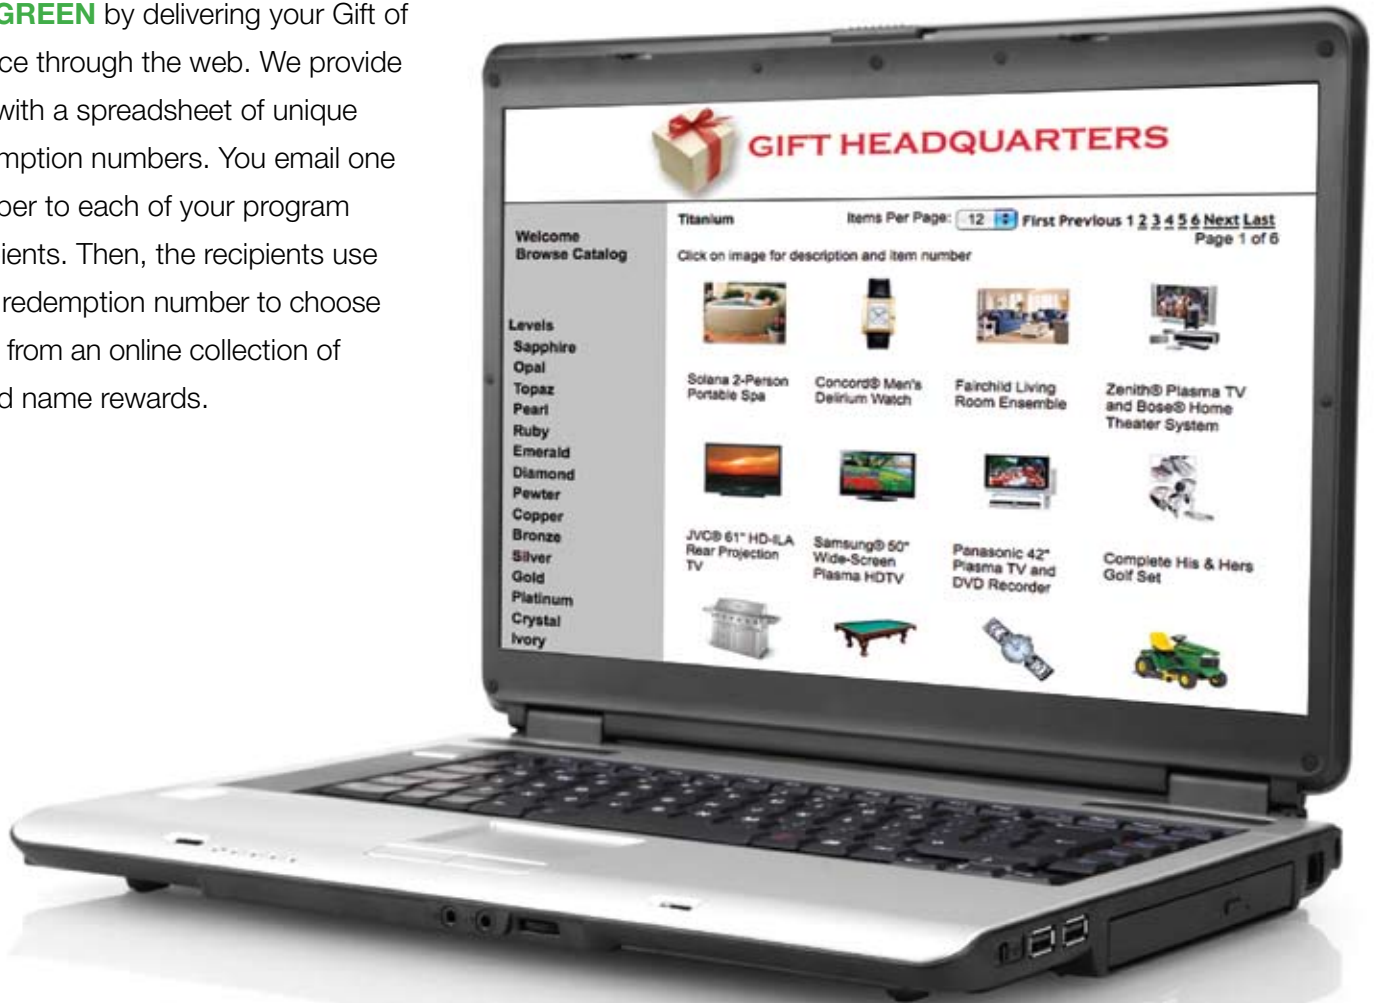 GREEN by delivering your Gift of
ce through the web. We provide
with a spreadsheet of unique
mption numbers. You email one
ber to each of your program
ients. Then, the recipients use
redemption number to choose
from an online collection of
d name rewards.
GIFT HEADQUARTERS
Welcome
Browse Catalog
Levels
Sapphire
Opal
Topaz
Pearl
Ruby
Emerald
Diamond
Pewter
Copper
Bronze
Silver
Gold
Platinum
Crystal
Ivory
Titanium
Items Per Page: 12 First Previous 1 2 3 4 5 6 Next Last
Page 1 of 6
Click on image for description and item number
Solana 2-Person
Portable Spa
Concord® Men's
Delirium Watch
Fairchild Living
Room Ensemble
Zenith® Plasma TV
and Bose® Home
Theater System
JVC® 61" HD-ILA
Rear Projection
TV
Samsung® 50"
Wide-Screen
Plasma HDTV
Panasonic 42"
Plasma TV and
DVD Recorder
Complete His & Hers
Golf Set